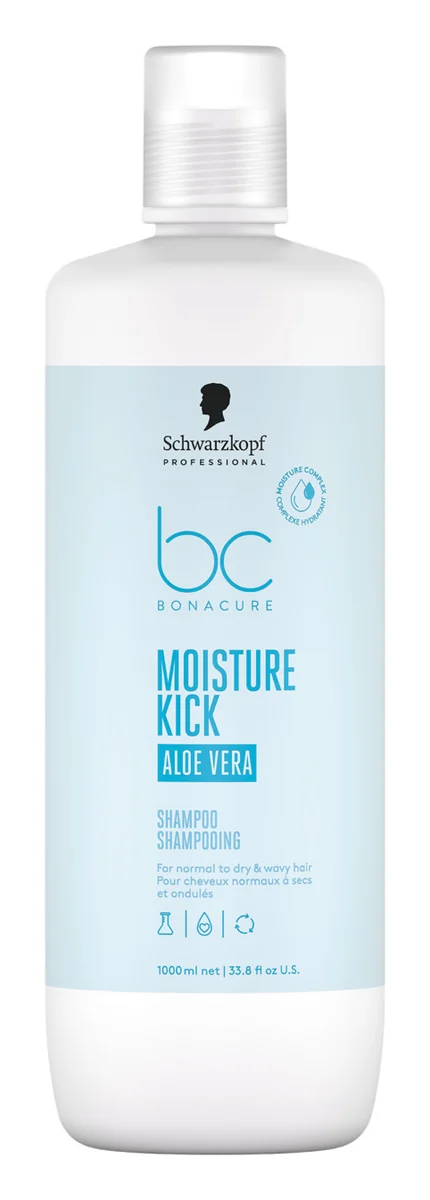 Schwarzkopf
PROFESSIONAL
MOISTURE COMPLEX
COMPLEXE HYDRATANT
bc
BONACURE
MOISTURE
KICK
ALOE VERA
SHAMPOO
SHAMPOOING
For normal to dry & wavy hair
Pour cheveux normaux à secs
et ondulés
1000 ml net | 33.8 fl oz U.S.